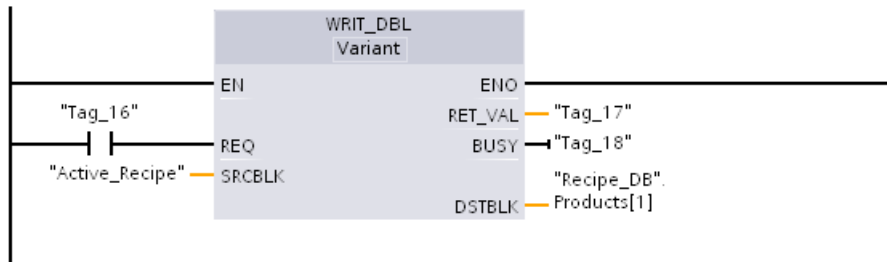 WRIT_DBL
Variant
EN
ENO
"Tag_16"
RET_VAL
"Tag_17"
REQ
BUSY
"Tag_18"
"Active_Recipe"
SRCBLK
"Recipe_DB".
DSTBLK
Products[1]